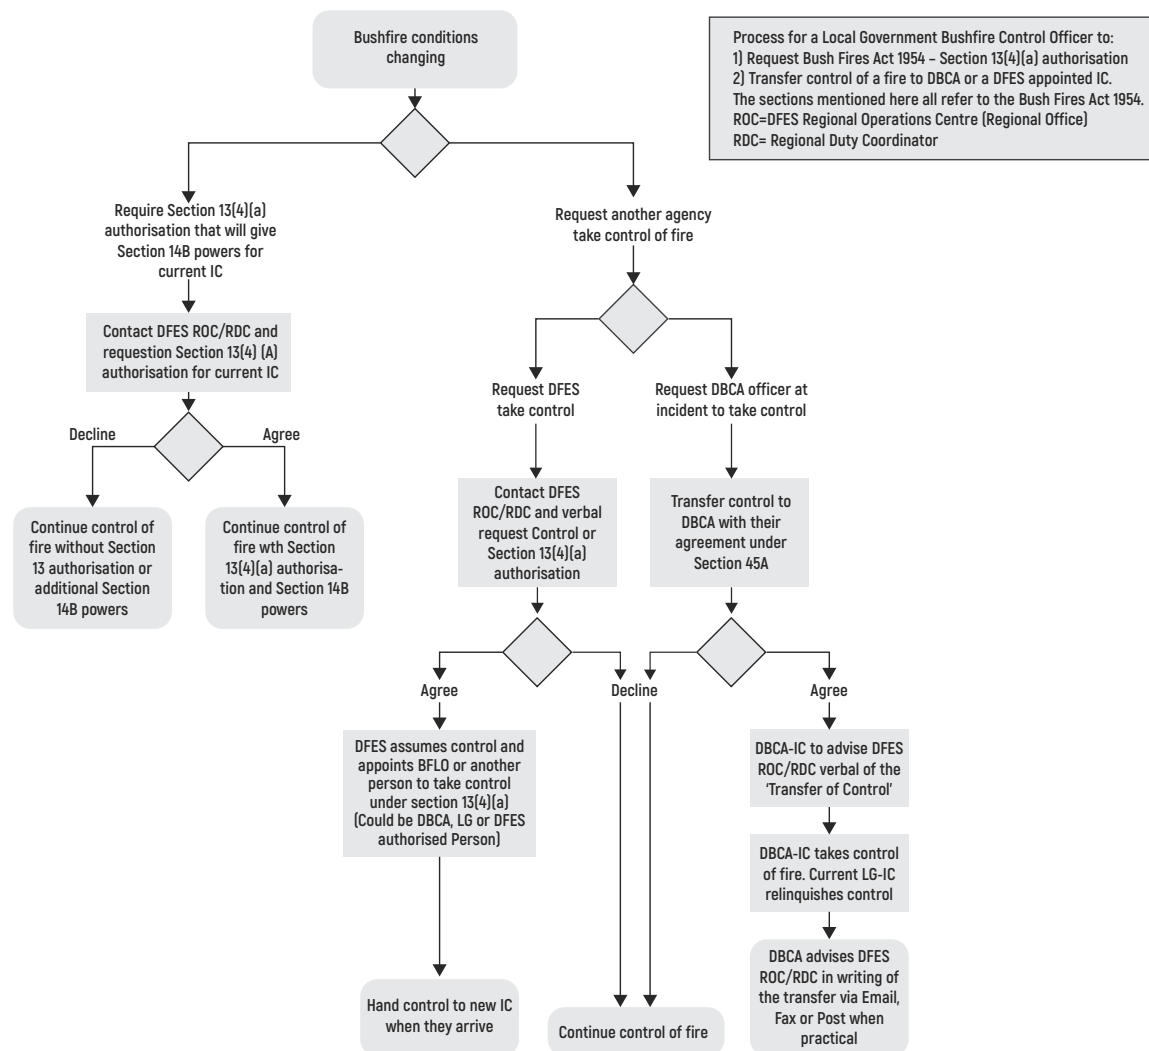 Bushfire conditions
changing
Process for a Local Government Bushfire Control Officer to:
1) Request Bush Fires Act 1954 – Section 13(4)(a) authorisation
2) Transfer control of a fire to DBCA or a DFES appointed IC.
The sections mentioned here all refer to the Bush Fires Act 1954.
ROC=DFES Regional Operations Centre (Regional Office)
RDC= Regional Duty Coordinator
Require Section 13(4)(a)
authorisation that will give
Section 14B powers for
current IC
Request another agency
take control of fire
Contact DFES ROC/RDC and
requestion Section 13(4) (A)
authorisation for current IC
Decline
Agree
Continue control of
fire without Section
13 authorisation or
additional Section
14B powers
Continue control of
fire wth Section
13(4)(a) authorisa-
tion and Section 14B
powers
Request DFES
take control
Request DBCA officer at
incident to take control
Contact DFES
ROC/RDC and verbal
request Control or
Section 13(4)(a)
authorisation
Transfer control to
DBCA with their
agreement under
Section 45A
Agree
Decline
Agree
DFES assumes control and
appoints BFLO or another
person to take control
under section 13(4)(a)
(Could be DBCA, LG or DFES
authorised Person)
DBCA-IC to advise DFES
ROC/RDC verbal of the
‘Transfer of Control’
DBCA-IC takes control
of fire. Current LG-IC
relinquishes control
Hand control to new IC
when they arrive
Continue control of fire
DBCA advises DFES
ROC/RDC in writing of
the transfer via Email,
Fax or Post when
practical